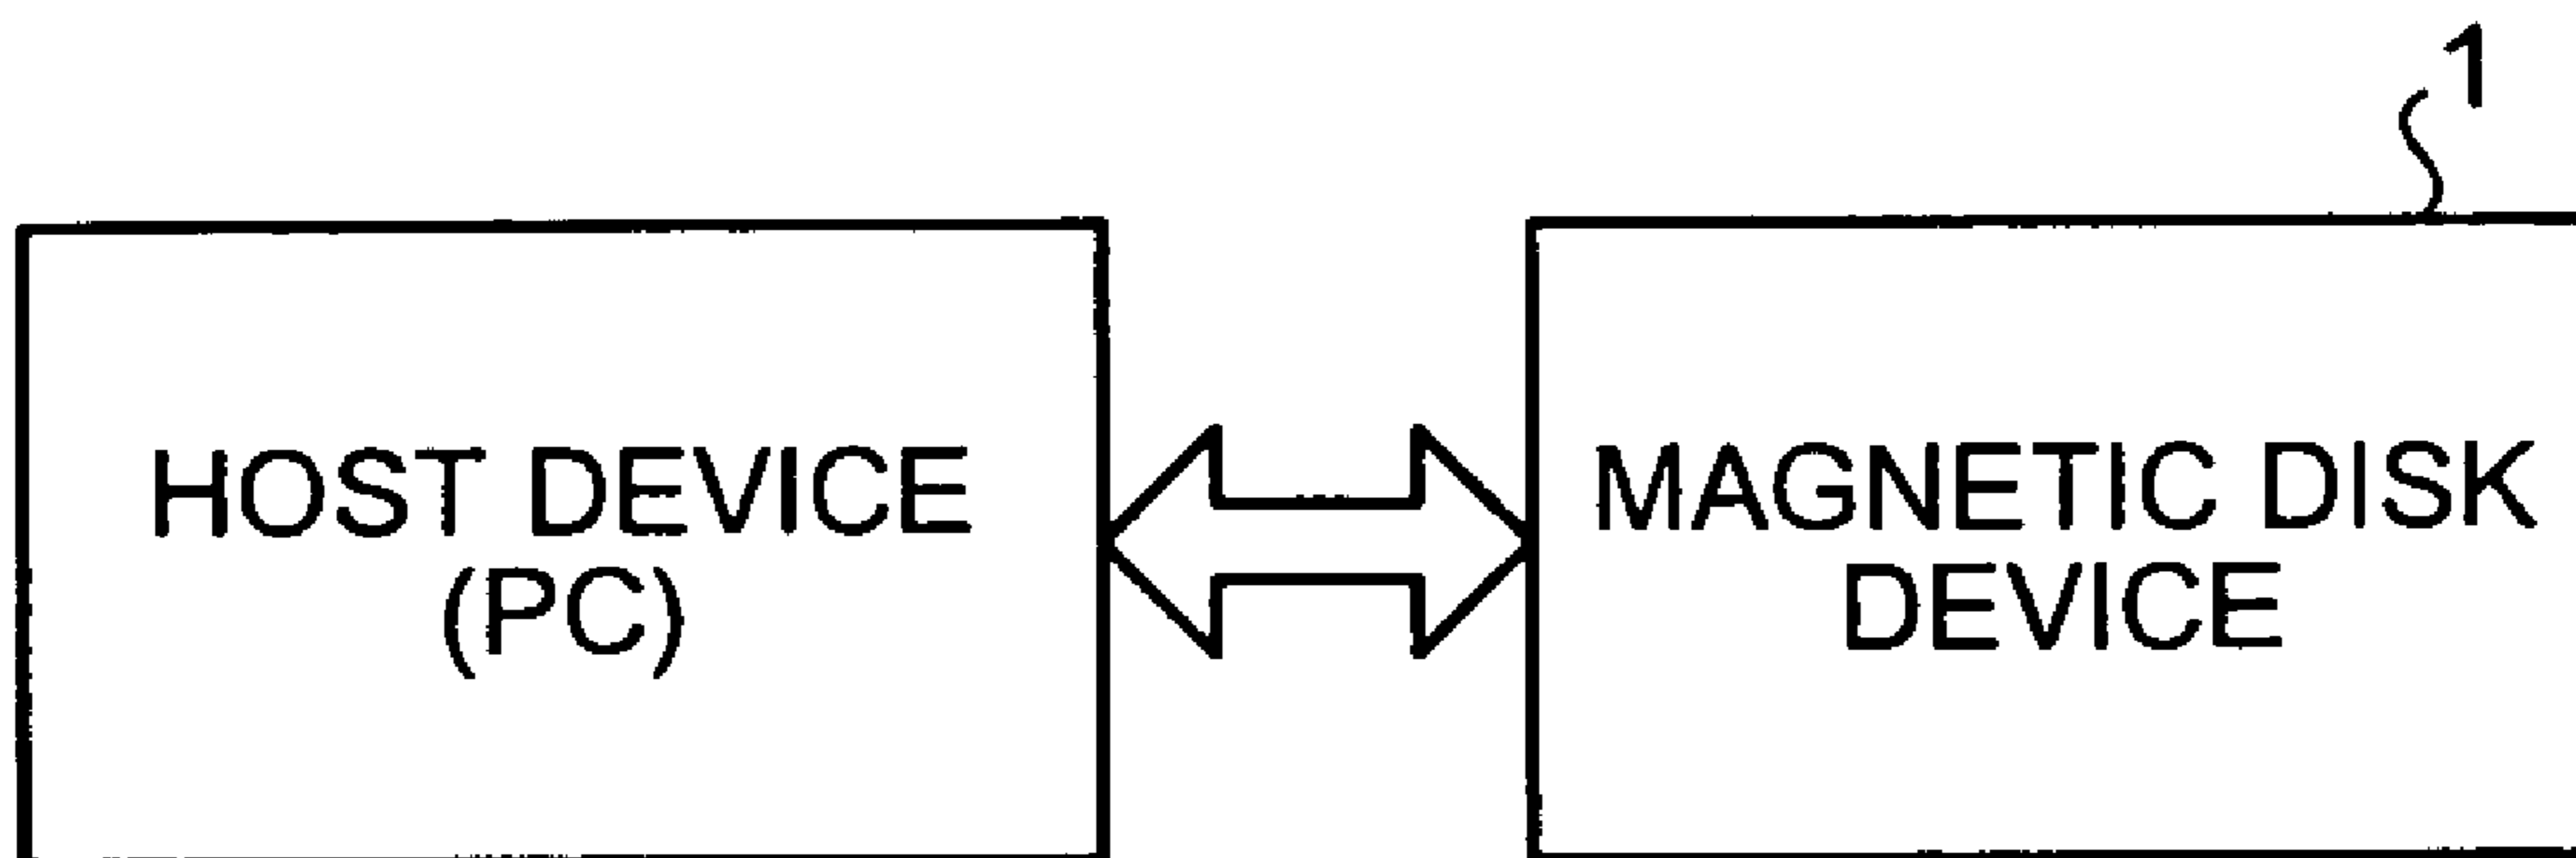 1
HOST DEVICE
(PC)
MAGNETIC DISK
DEVICE